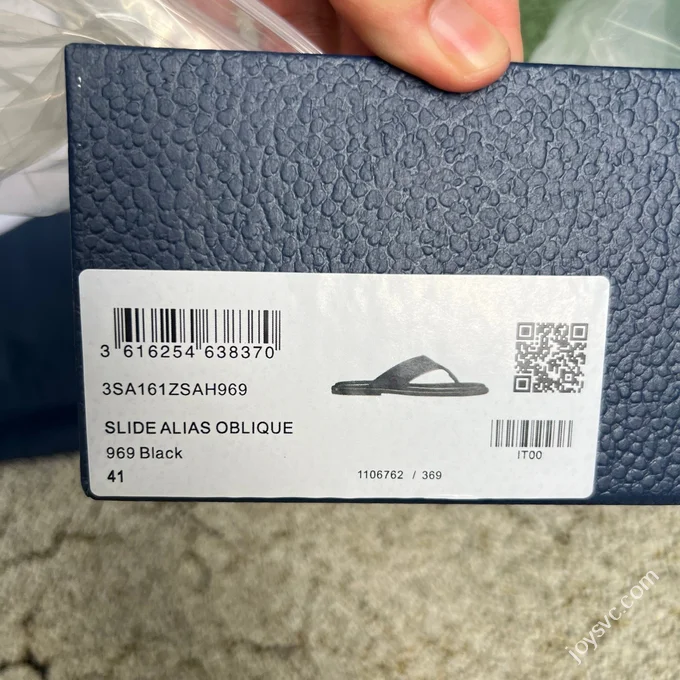 3 616254 638370
3SA161ZSAH969
SLIDE ALIAS OBLIQUE
969 Black
41
1106762 / 369
IT00
joysvc.com